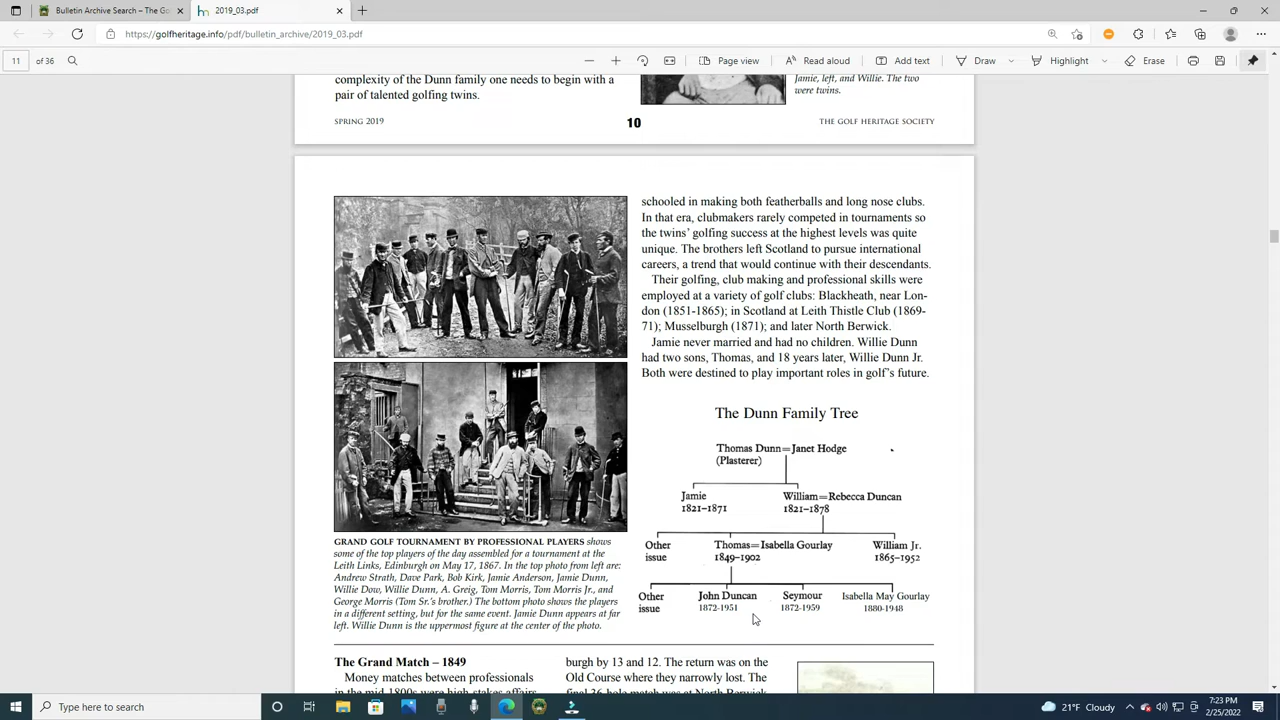 Bulletin Archive Search - The Go
2019_03.pdf
https://golfheritage.info/pdf/bulletin_archive/2019_03.pdf
11 of 36
Page view
Read aloud
Add text
Draw
Highlight
Erase
complexity of the Dunn family one needs to begin with a
pair of talented golfing twins.
Jamie, left, and Willie. The two
were twins.
SPRING 2019
10
THE GOLF HERITAGE SOCIETY
GRAND GOLF TOURNAMENT BY PROFESSIONAL PLAYERS shows
some of the top players of the day assembled for a tournament at the
Leith Links, Edinburgh on May 17, 1867. In the top photo from left are:
Andrew Strath, Dave Park, Bob Kirk, Jamie Anderson, Jamie Dunn,
Willie Dow, Willie Dunn, A. Greig, Tom Morris, Tom Morris Jr., and
George Morris (Tom Sr.'s brother.) The bottom photo shows the players
in a different setting, but for the same event. Jamie Dunn appears at far
left. Willie Dunn is the uppermost figure at the center of the photo.
schooled in making both featherballs and long nose clubs.
In that era, clubmakers rarely competed in tournaments so
the twins' golfing success at the highest levels was quite
unique. The brothers left Scotland to pursue international
careers, a trend that would continue with their descendants.
Their golfing, club making and professional skills were
employed at a variety of golf clubs: Blackheath, near Lon-
don (1851-1865); in Scotland at Leith Thistle Club (1869-
71); Musselburgh (1871); and later North Berwick.
Jamie never married and had no children. Willie Dunn
had two sons, Thomas, and 18 years later, Willie Dunn Jr.
Both were destined to play important roles in golf's future.
The Dunn Family Tree
Thomas Dunn=Janet Hodge
(Plasterer)
Jamie William=Rebecca Duncan
1821-1871 1821-1878
Other Thomas=Isabella Gourlay William Jr.
issue 1849-1902 1865-1952
Other John Duncan Seymour Isabella May Gourlay
issue 1872-1951 1872-1959 1880-1948
The Grand Match – 1849
Money matches between professionals
in the mid-1800s were high-stakes affairs
burgh by 13 and 12. The return was on the
Old Course where they narrowly lost. The
final 36-hole match was at North Berwick
Type here to search
21°F Cloudy
7:23 PM
2/25/2022